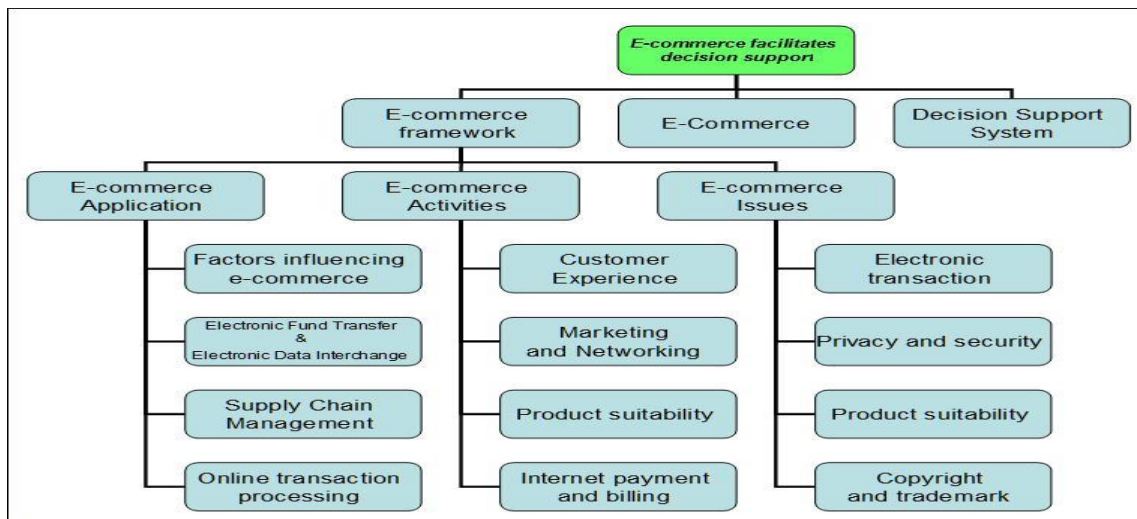 E-commerce facilitates
decision support
E-commerce
framework
E-Commerce
Decision Support
System
E-commerce
Application
E-commerce
Activities
E-commerce
Issues
Factors influencing
e-commerce
Customer
Experience
Electronic
transaction
Electronic Fund Transfer
&
Electronic Data Interchange
Marketing
and Networking
Privacy and security
Supply Chain
Management
Product suitability
Product suitability
Online transaction
processing
Internet payment
and billing
Copyright
and trademark